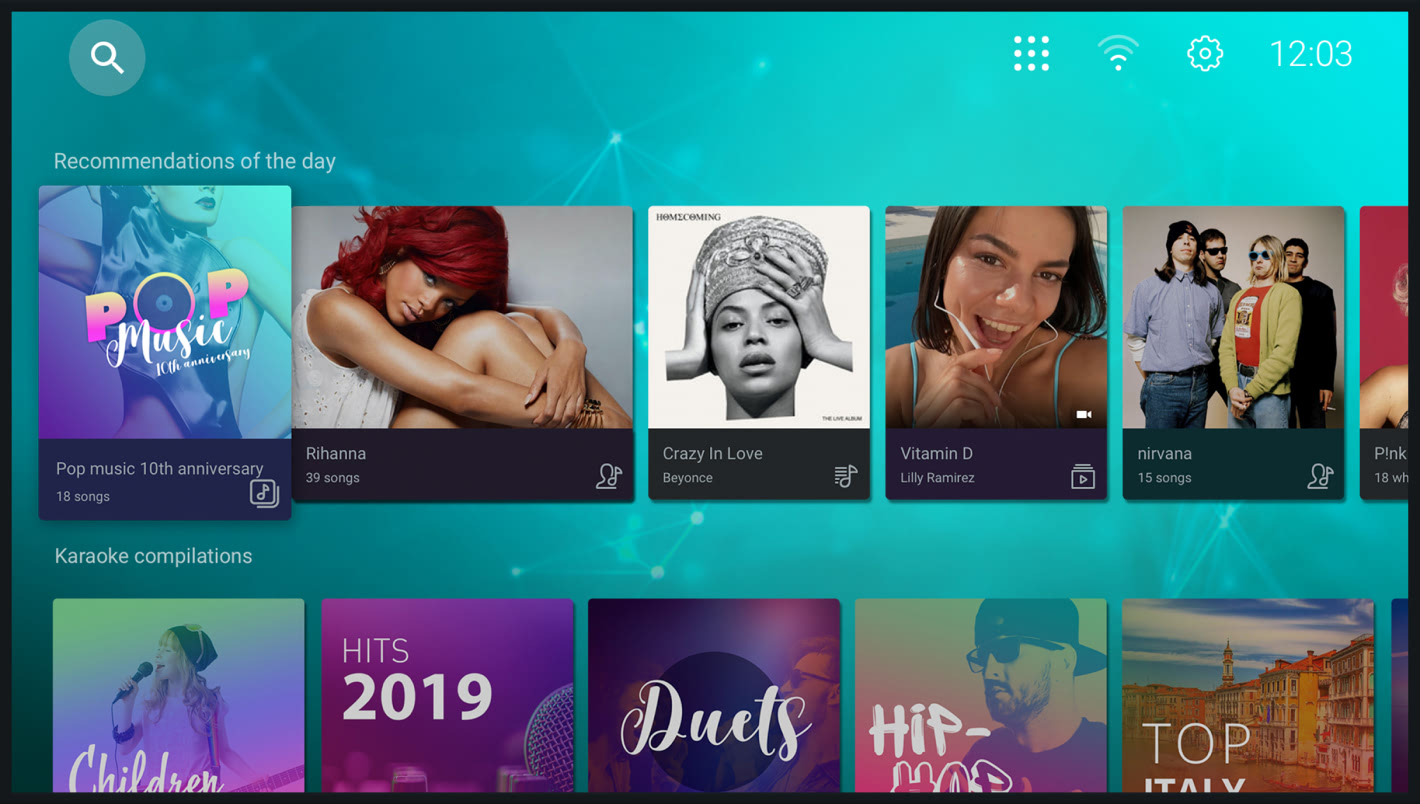 12:03
Recommendations of the day
POP
Music
10th anniversary
Pop music 10th anniversary
18 songs
Rihanna
39 songs
HOMΣCOMING
THE LIVE ALBUM
Crazy In Love
Beyonce
Vitamin D
Lilly Ramirez
nirvana
15 songs
P!nk
18 wh
Karaoke compilations
Children
HITS
2019
Duets
HIP-
HOP
TOP
ITALY